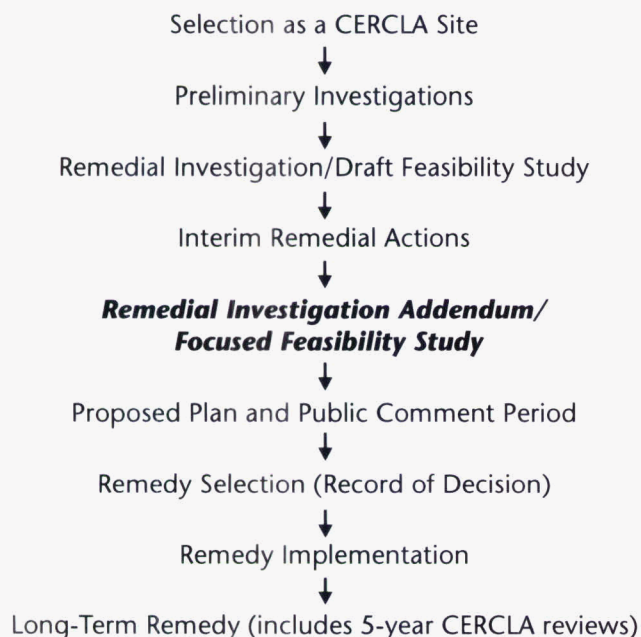 Selection as a CERCLA Site
Preliminary Investigations
Remedial Investigation/Draft Feasibility Study
Interim Remedial Actions
Remedial Investigation Addendum/
Focused Feasibility Study
Proposed Plan and Public Comment Period
Remedy Selection (Record of Decision)
Remedy Implementation
Long-Term Remedy (includes 5-year CERCLA reviews)